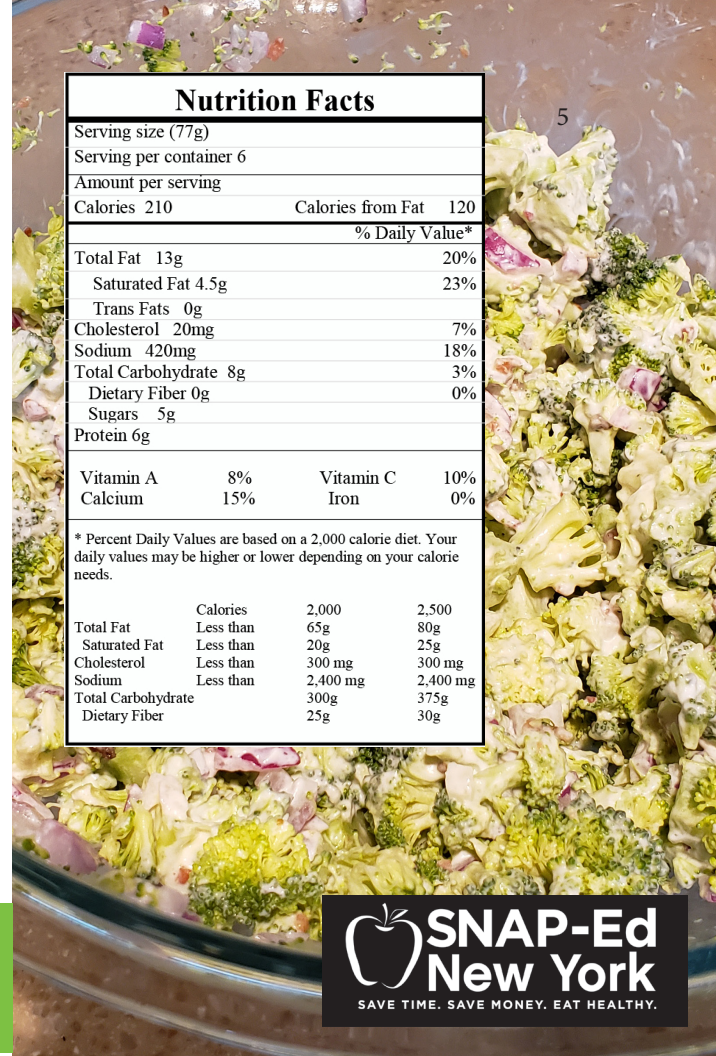 5
Nutrition Facts
Serving size (77g)
Serving per container 6
Amount per serving
Calories 210 Calories from Fat 120
% Daily Value*
Total Fat 13g 20%
Saturated Fat 4.5g 23%
Trans Fats 0g
Cholesterol 20mg 7%
Sodium 420mg 18%
Total Carbohydrate 8g 3%
Dietary Fiber 0g 0%
Sugars 5g
Protein 6g
Vitamin A 8% Vitamin C 10%
Calcium 15% Iron 0%
* Percent Daily Values are based on a 2,000 calorie diet. Your
daily values may be higher or lower depending on your calorie
needs.
Calories 2,000 2,500
Total Fat Less than 65g 80g
Saturated Fat Less than 20g 25g
Cholesterol Less than 300 mg 300 mg
Sodium Less than 2,400 mg 2,400 mg
Total Carbohydrate 300g 375g
Dietary Fiber 25g 30g
SNAP-Ed
New York
SAVE TIME. SAVE MONEY. EAT HEALTHY.